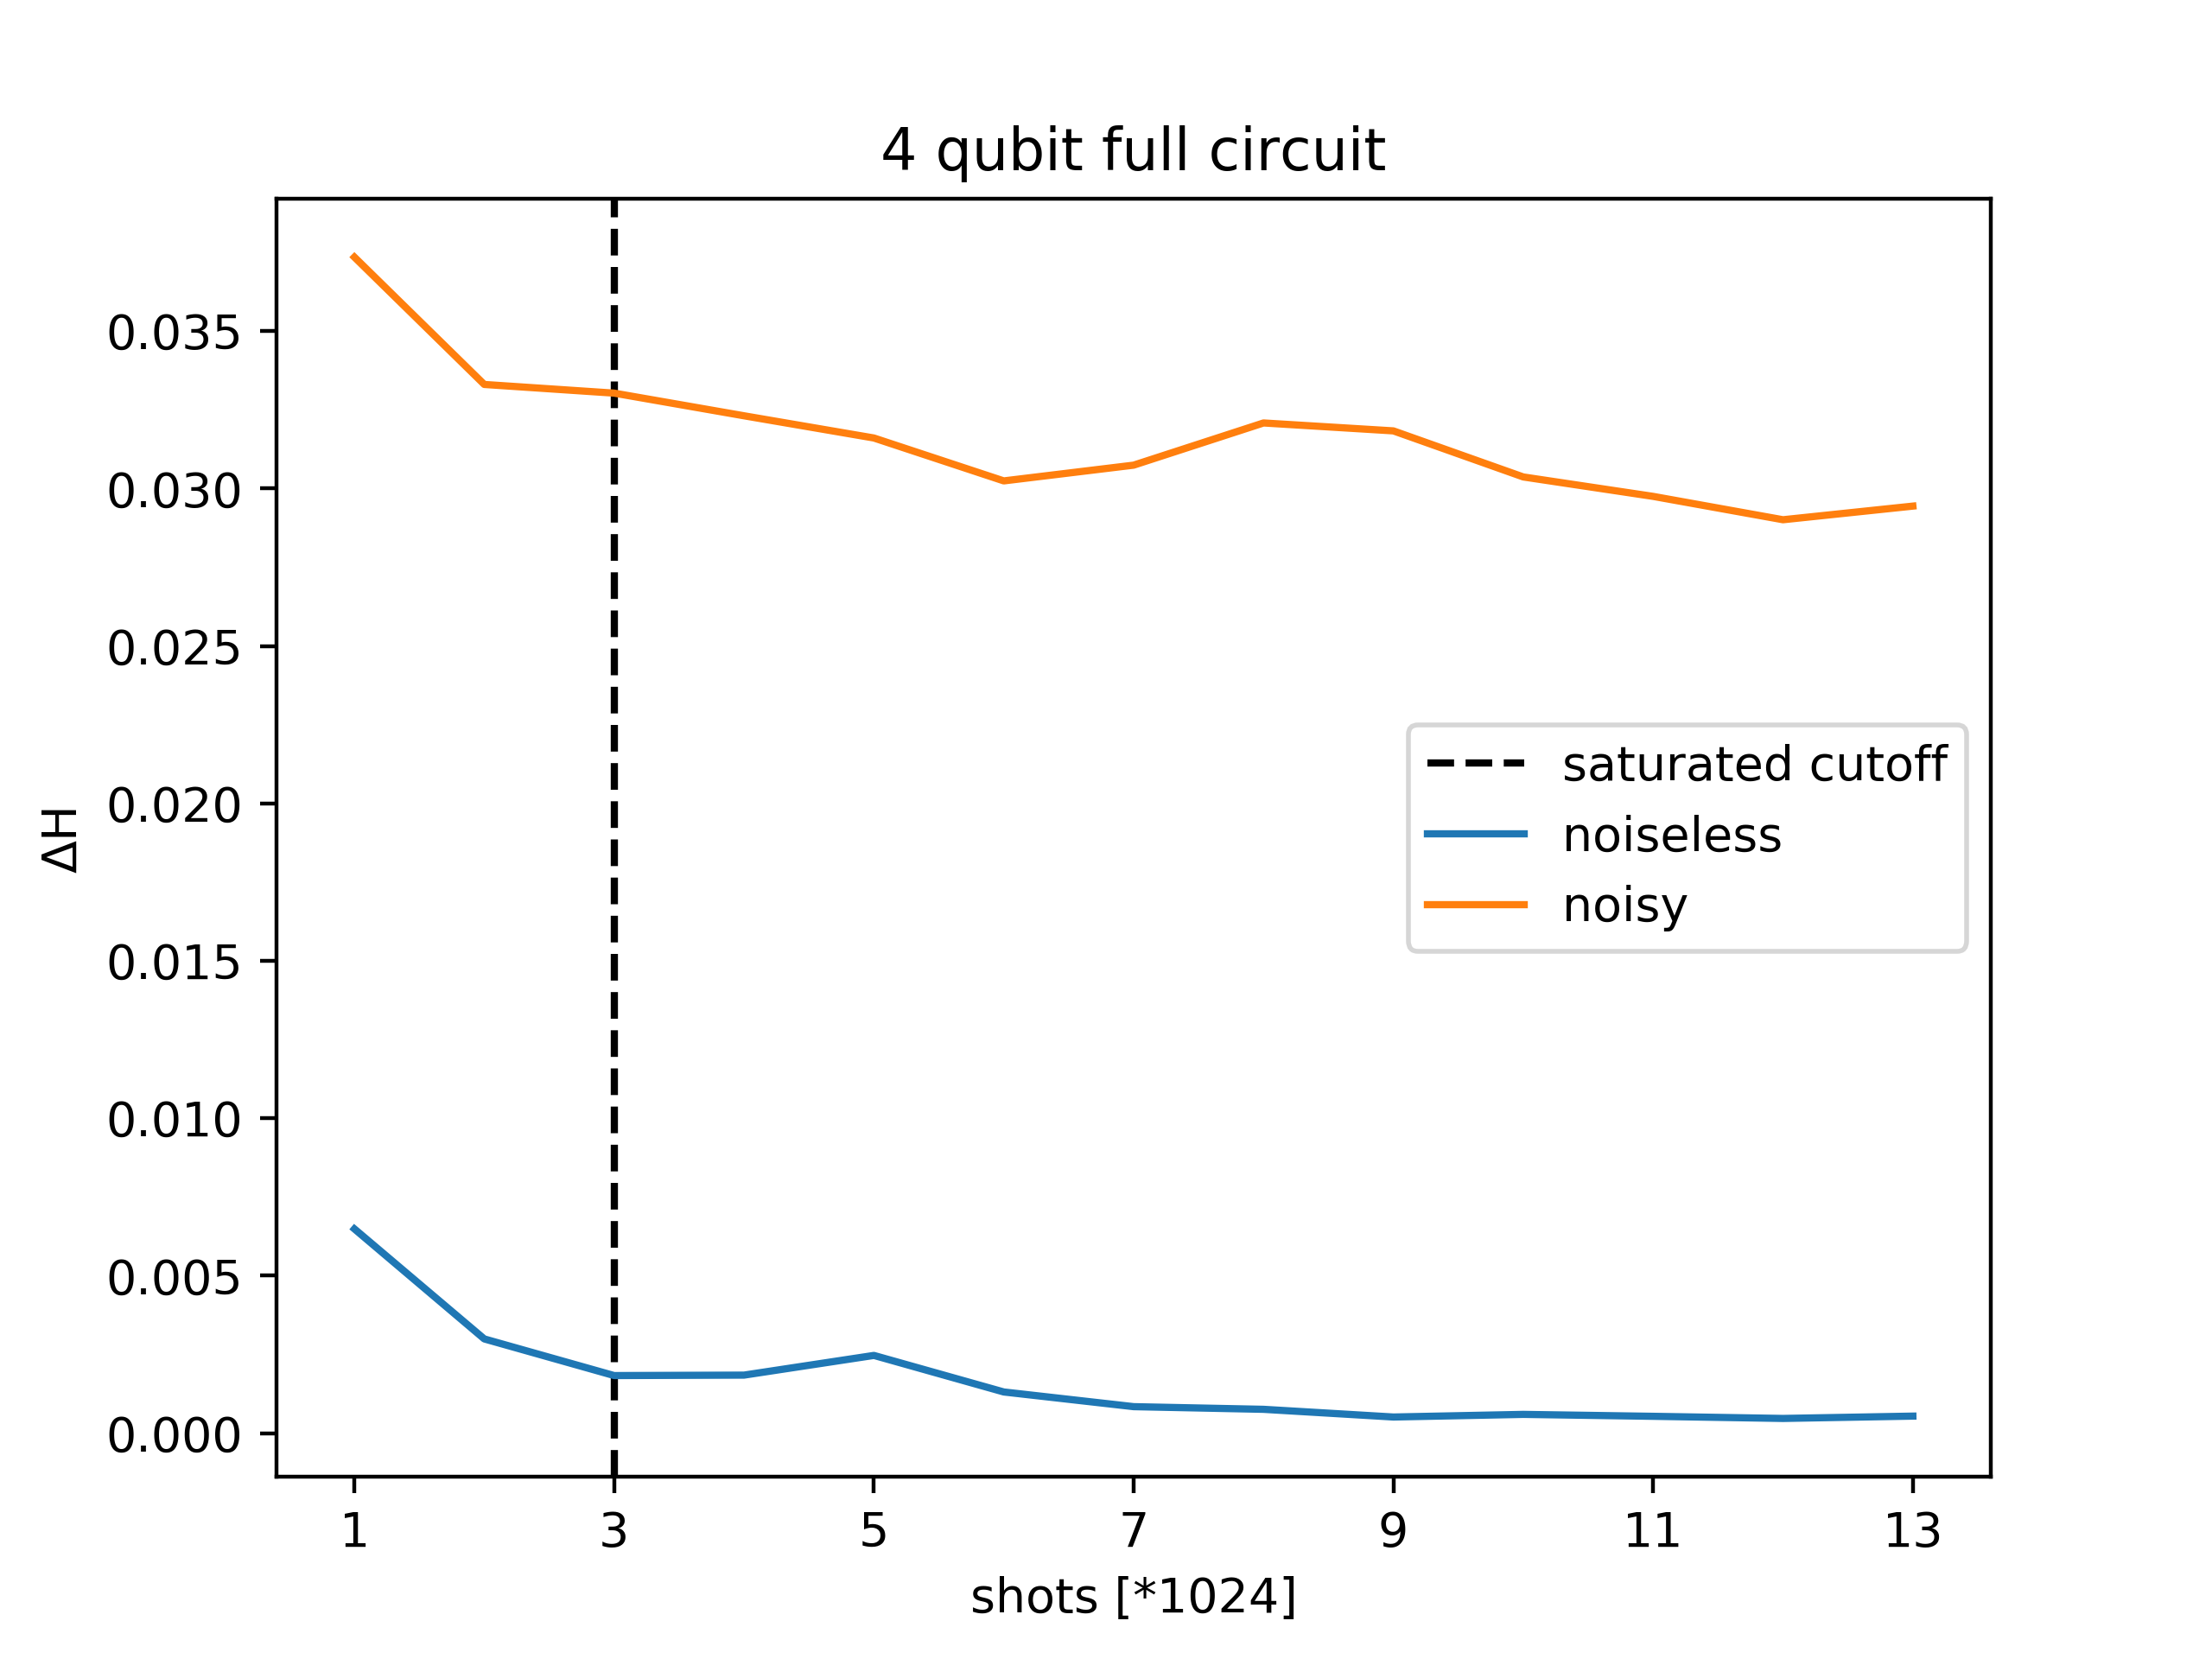 4 qubit full circuit
ΔH
0.035
0.030
0.025
0.020
0.015
0.010
0.005
0.000
saturated cutoff
noiseless
noisy
1 3 5 7 9 11 13
shots [*1024]